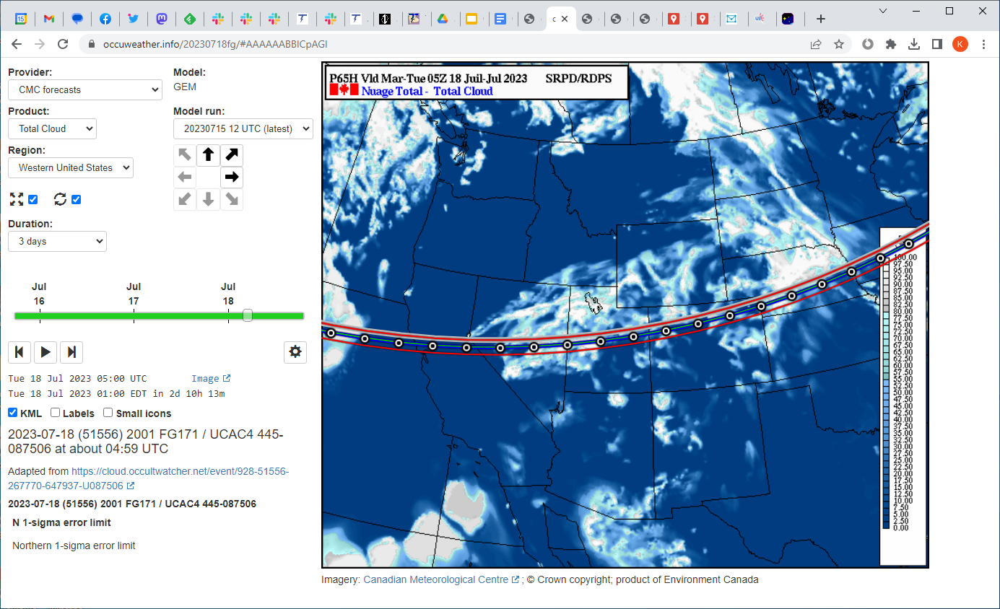 15
c
occuweather.info/20230718fg/#AAAAAABBICpAGI
K
Provider:
CMC forecasts
Model:
GEM
Product:
Total Cloud
Model run:
20230715 12 UTC (latest)
Region:
Western United States
Duration:
3 days
Jul Jul Jul
16 17 18
Tue 18 Jul 2023 05:00 UTC Image
Tue 18 Jul 2023 01:00 EDT in 2d 10h 13m
KML Labels Small icons
2023-07-18 (51556) 2001 FG171 / UCAC4 445-
087506 at about 04:59 UTC
Adapted from https://cloud.occultwatcher.net/event/928-51556-
267770-647937-U087506
2023-07-18 (51556) 2001 FG171 / UCAC4 445-087506
N 1-sigma error limit
Northern 1-sigma error limit
P65H Vld Mar-Tue 05Z 18 Juil-Jul 2023 SRPD/RDPS
Nuage Total - Total Cloud
100.00
97.50
95.00
92.50
90.00
87.50
85.00
82.50
80.00
77.50
75.00
72.50
70.00
67.50
65.00
62.50
60.00
57.50
55.00
52.50
50.00
47.50
45.00
42.50
40.00
37.50
35.00
32.50
30.00
27.50
25.00
22.50
20.00
17.50
15.00
12.50
10.00
7.50
5.00
2.50
0.00
Imagery: Canadian Meteorological Centre ; © Crown copyright; product of Environment Canada